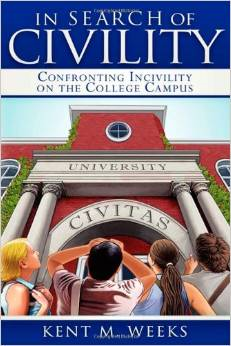 IN SEARCH OF
CIVILITY
CONFRONTING INCIVILITY
ON THE COLLEGE CAMPUS
UNIVERSITY
CIVITAS
KENT M. WEEKS